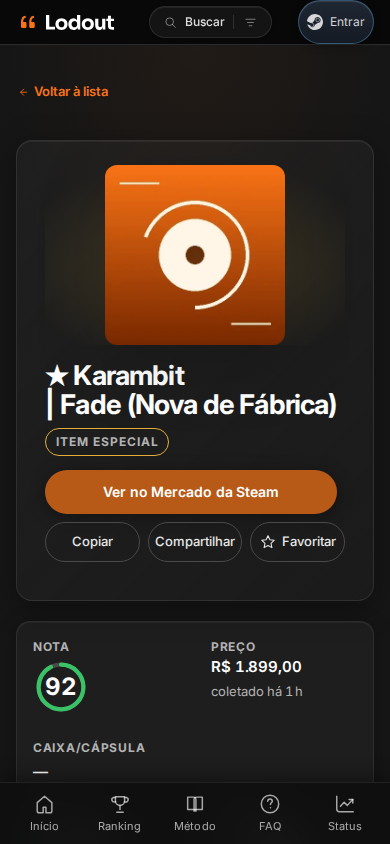 Lodout
Buscar
Entrar
← Voltar à lista
★ Karambit
| Fade (Nova de Fábrica)
ITEM ESPECIAL
Ver no Mercado da Steam
Copiar
Compartilhar
Favoritar
NOTA
PREÇO
92
R$ 1.899,00
coletado há 1 h
CAIXA/CÁPSULA
—
Início
Ranking
Método
FAQ
Status